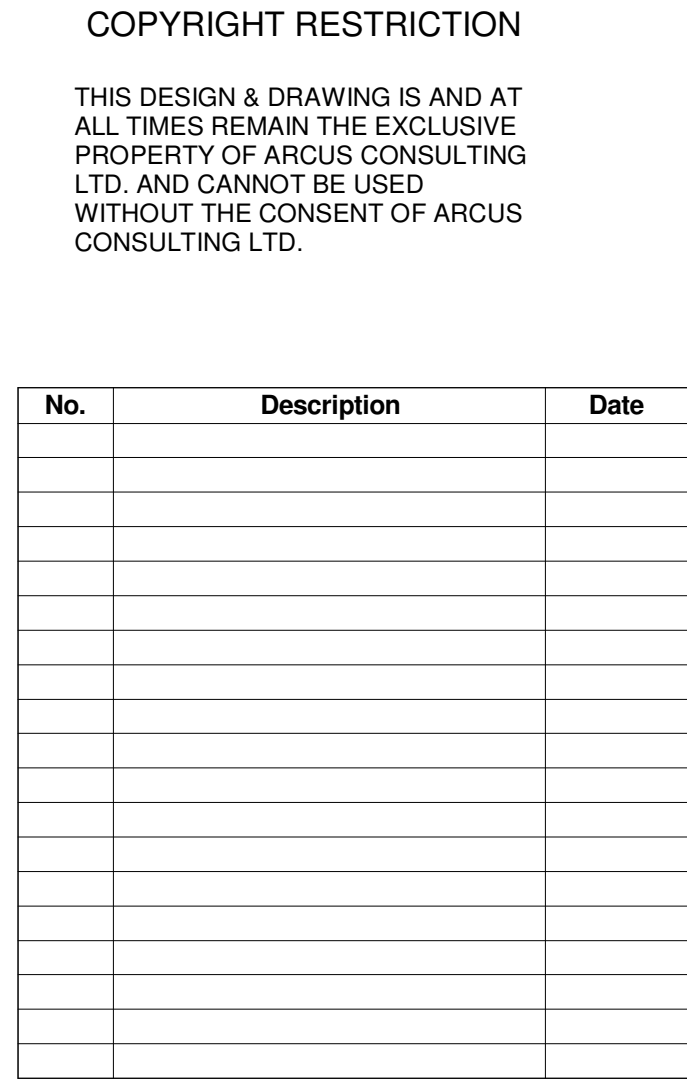 COPYRIGHT RESTRICTION
THIS DESIGN & DRAWING IS AND AT
ALL TIMES REMAIN THE EXCLUSIVE
PROPERTY OF ARCUS CONSULTING
LTD. AND CANNOT BE USED
WITHOUT THE CONSENT OF ARCUS
CONSULTING LTD.
No. Description Date